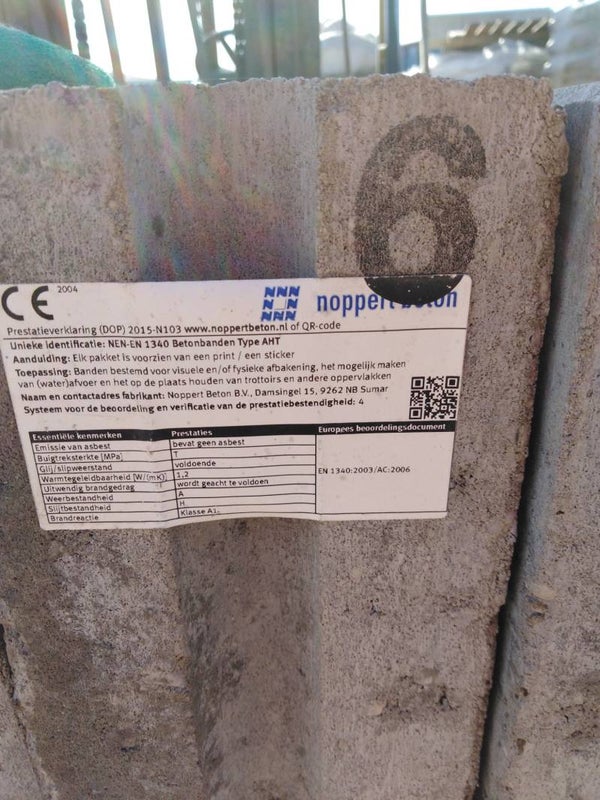 6
CE 2004
noppert beton
Prestatieverklaring (DOP) 2015-N103 www.noppertbeton.nl of QR-code
Unieke identificatie: NEN-EN 1340 Betonbanden Type AHT
Aanduiding: Elk pakket is voorzien van een print / een sticker
Toepassing: Banden bestemd voor visuele en/of fysieke afbakening, het mogelijk maken
van (water)afvoer en het op de plaats houden van trottoirs en andere oppervlakken
Naam en contactadres fabrikant: Noppert Beton B.V., Damsingel 15, 9262 NB Sumar
Systeem voor de beoordeling en verificatie van de prestatiebestendigheid: 4
Essentiële kenmerken Prestaties Europees beoordelingsdocument
Emissie van asbest bevat geen asbest
Buigtreksterkte [MPa] T
Glij/slipweerstand voldoende
EN 1340:2003/AC:2006
Warmtegeleidbaarheid [W/(mK)] 1,2
Uitwendig brandgedrag wordt geacht te voldoen
Weerbestandheid A
Slijtbestandheid H
Brandreactie Klasse A1.